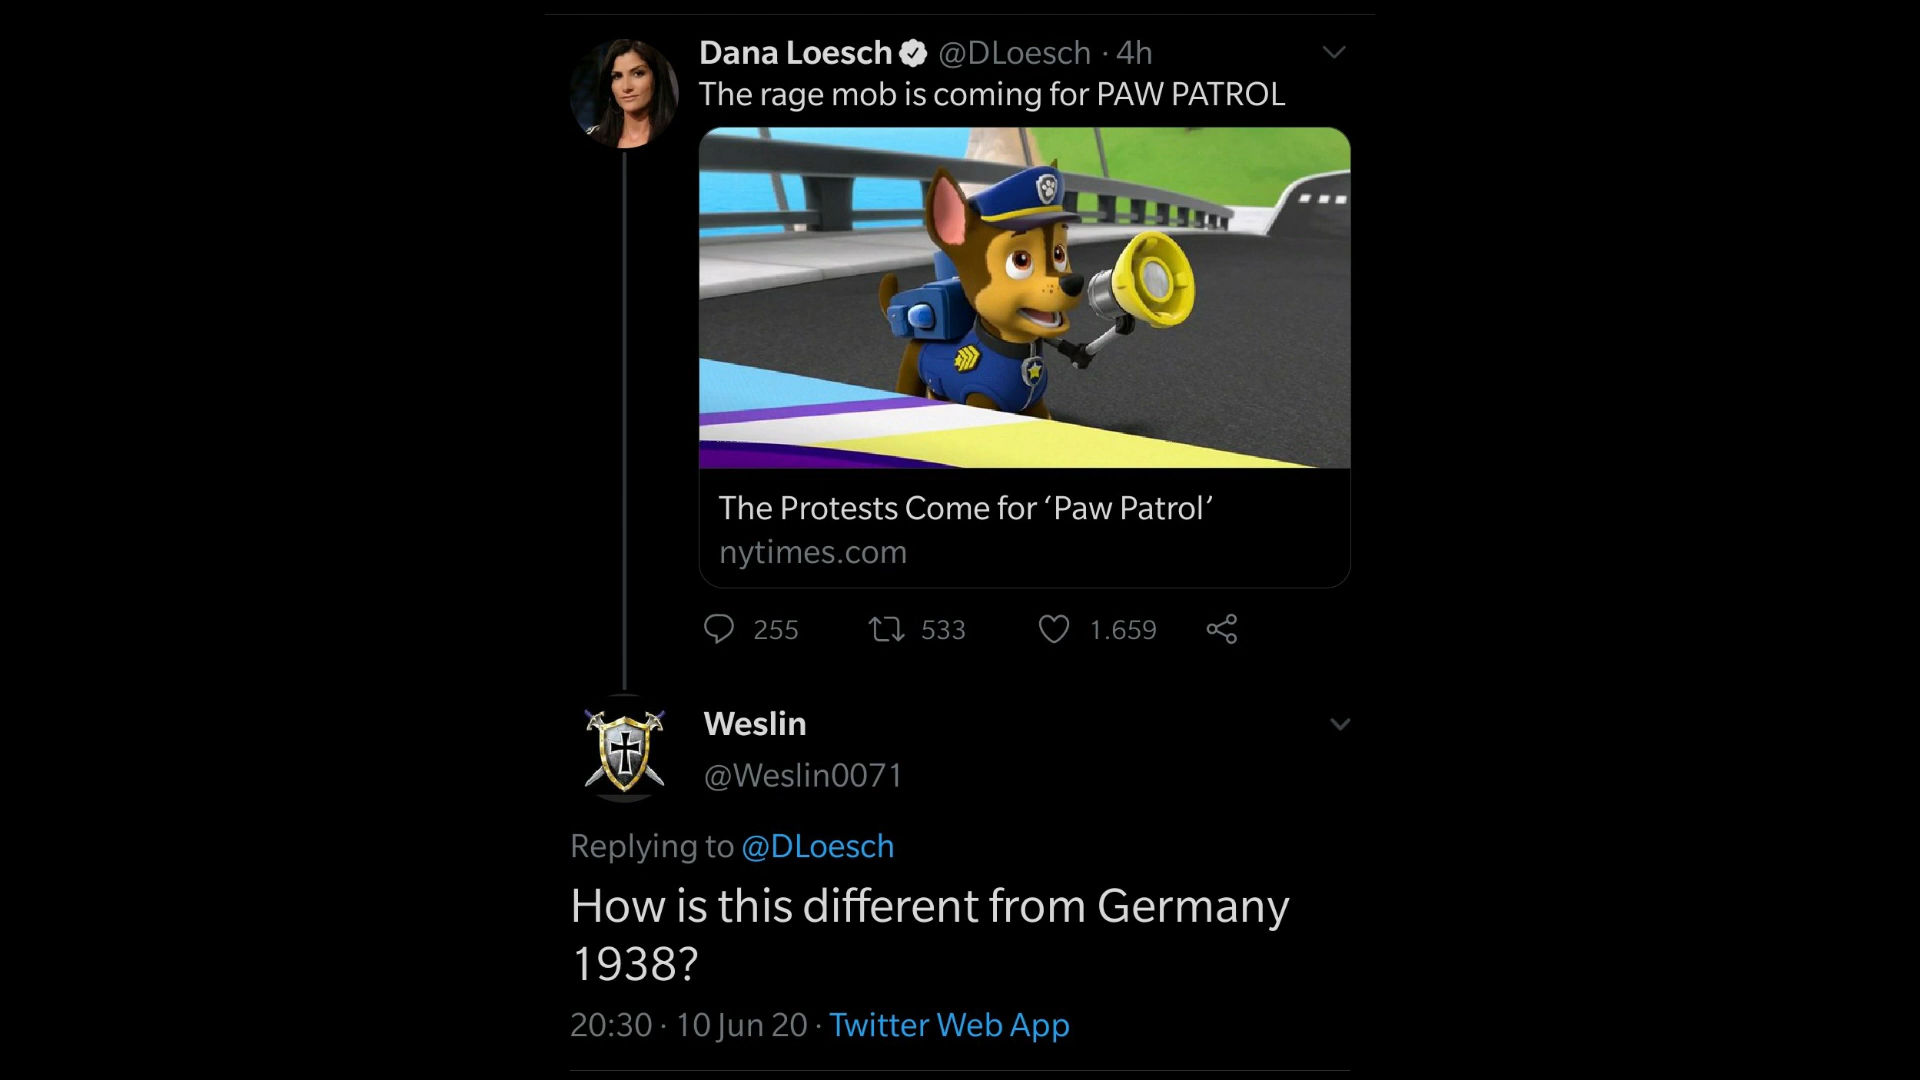 Dana Loesch @DLoesch · 4h
The rage mob is coming for PAW PATROL
The Protests Come for ‘Paw Patrol’
nytimes.com
255 533 1.659
Weslin
@Weslin0071
Replying to @DLoesch
How is this different from Germany
1938?
20:30 · 10 Jun 20 · Twitter Web App